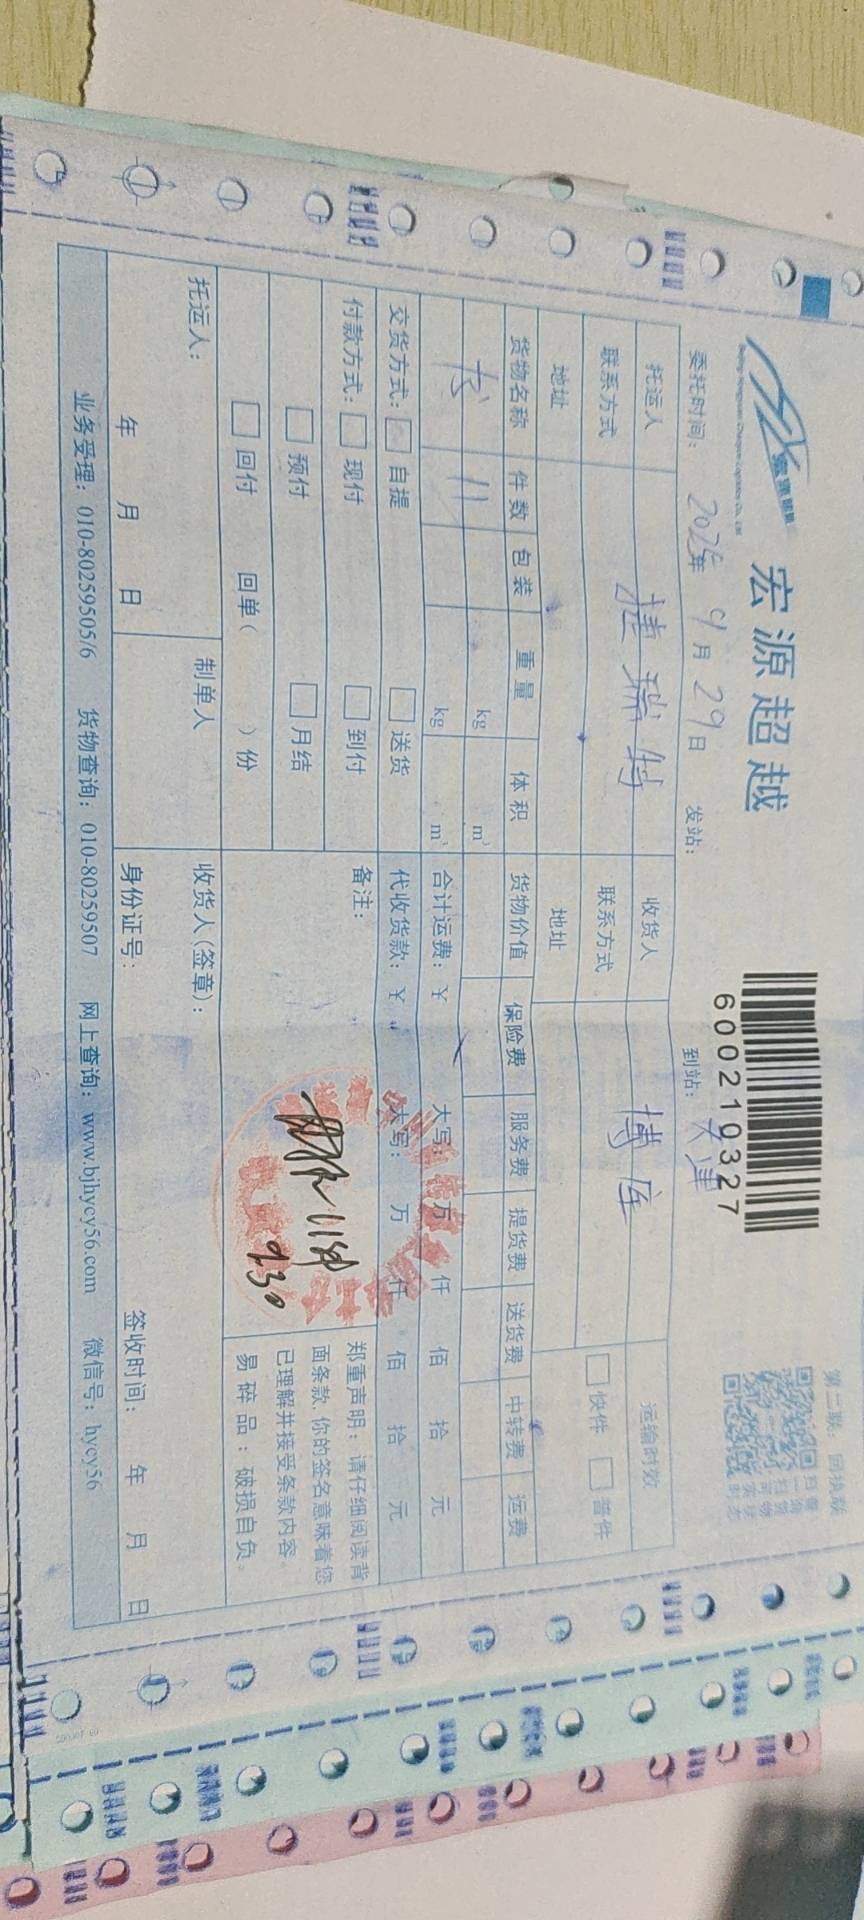 宏源超越
600210327
第二联：回执联
委托时间：2025年9月29日 发站： 到站：天津
托运人 捷瑞特 收货人 博库 运输时效
联系方式 联系方式 快件 普件
地址 地址
货物名称 件数 包装 重量 体积 货物价值 保险费 服务费 提货费 送货费 中转费 运费
书 11 kg m³
kg m³ 合计运费：¥ 大写： 万 仟 佰 拾 元
交货方式： 自提 送货 代收货款：¥ 大写： 万 仟 佰 拾 元
付款方式： 现付 到付 备注：
预付 月结
回付 回单( )份
11件
9.30
郑重声明：请仔细阅读背
面条款,你的签名意味着您
已理解并接受条款内容。
易碎品：破损自负。
托运人： 制单人 收货人(签章)：
年 月 日 身份证号： 签收时间： 年 月 日
业务受理：010-80259505/6 货物查询：010-80259507 网上查询：www.bjhycy56.com 微信号：hycy56